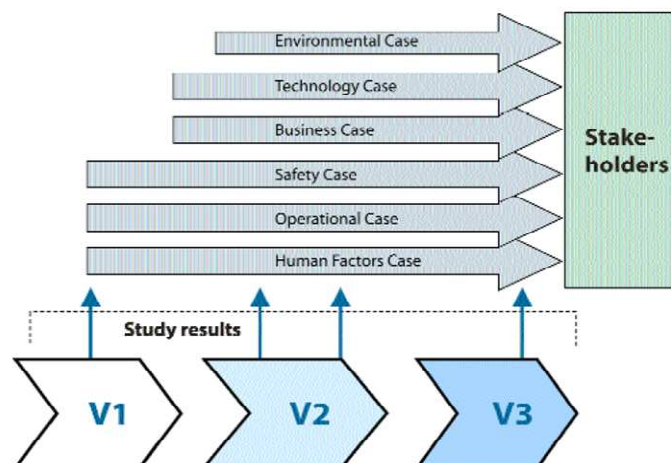 Environmental Case
Technology Case
Business Case
Stake-
holders
Safety Case
Operational Case
Human Factors Case
Study results
V1
V2
V3